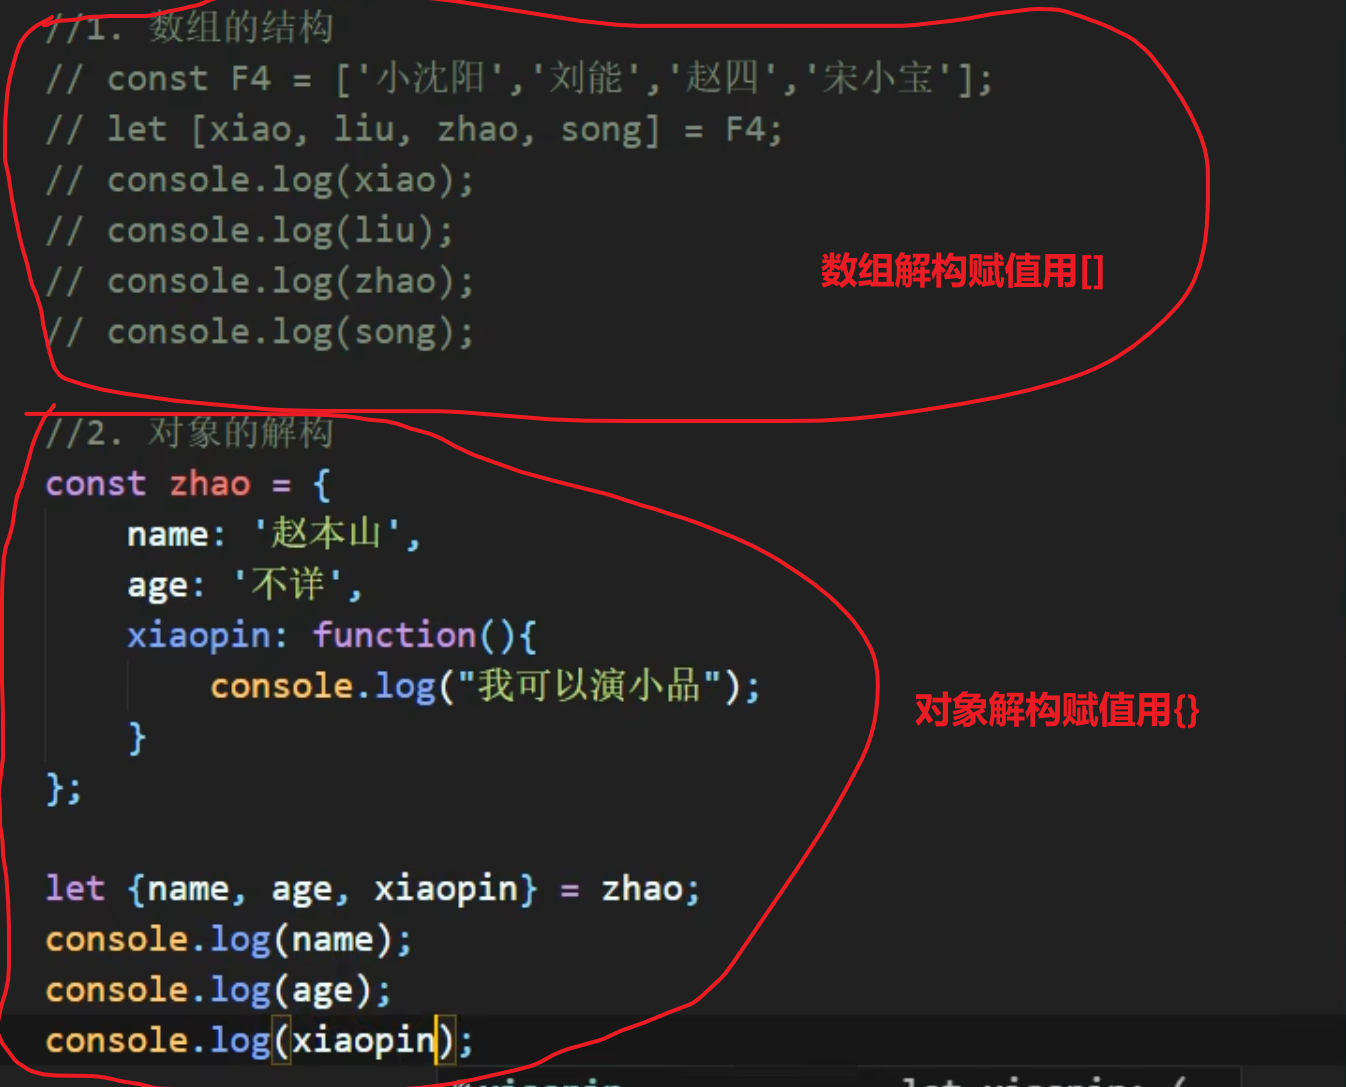 //1. 数组的结构
// const F4 = ['小沈阳','刘能','赵四','宋小宝'];
// let [xiao, liu, zhao, song] = F4;
// console.log(xiao);
// console.log(liu);
数组解构赋值用[]
// console.log(zhao);
// console.log(song);
//2. 对象的解构
const zhao = {
name: '赵本山',
age: '不详',
xiaopin: function(){
console.log("我可以演小品");
对象解构赋值用{}
}
};
let {name, age, xiaopin} = zhao;
console.log(name);
console.log(age);
console.log(xiaopin);